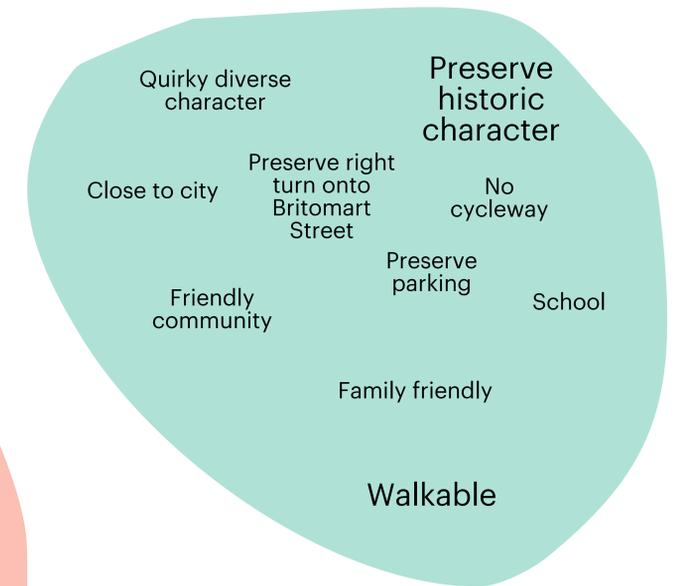 Quirky diverse
character
Preserve
historic
character
Preserve right
turn onto
Britomart
Street
Close to city
No
cycleway
Preserve
parking
Friendly
community
School
Family friendly
Walkable